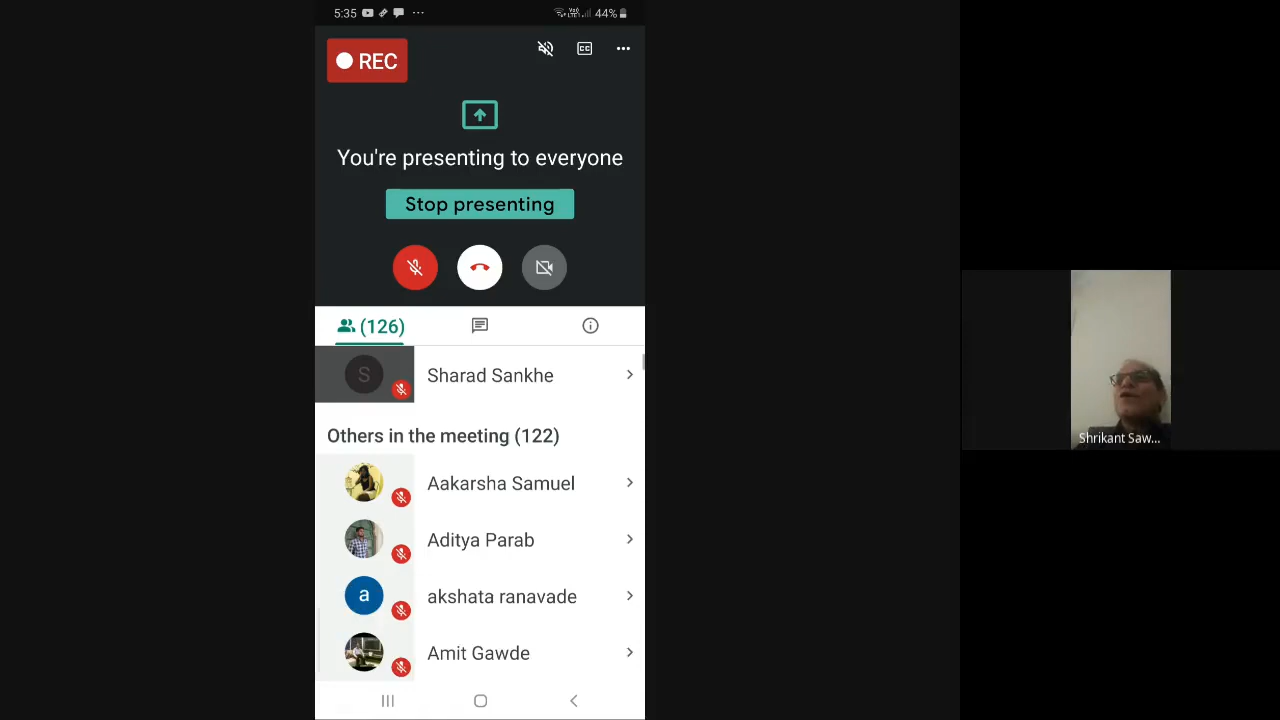 5:35
44%
REC
You're presenting to everyone
Stop presenting
(126)
S
Sharad Sankhe
Others in the meeting (122)
Aakarsha Samuel
Aditya Parab
a
akshata ranavade
Amit Gawde
Shrikant Saw...